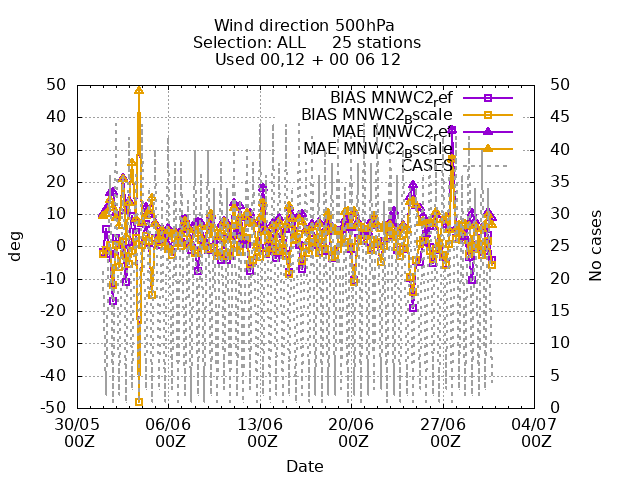 Wind direction 500hPa
Selection: ALL 25 stations
Used 00,12 + 00 06 12
50 50
40 45
30 40
20 35
10 30
0 25
-10 20
-20 15
-30 10
-40 5
-50 0
BIAS MNWC2_ref
BIAS MNWC2_Bscale
MAE MNWC2_ref
MAE MNWC2_Bscale
CASES
deg
No cases
30/05 06/06 13/06 20/06 27/06 04/07
00Z 00Z 00Z 00Z 00Z 00Z
Date